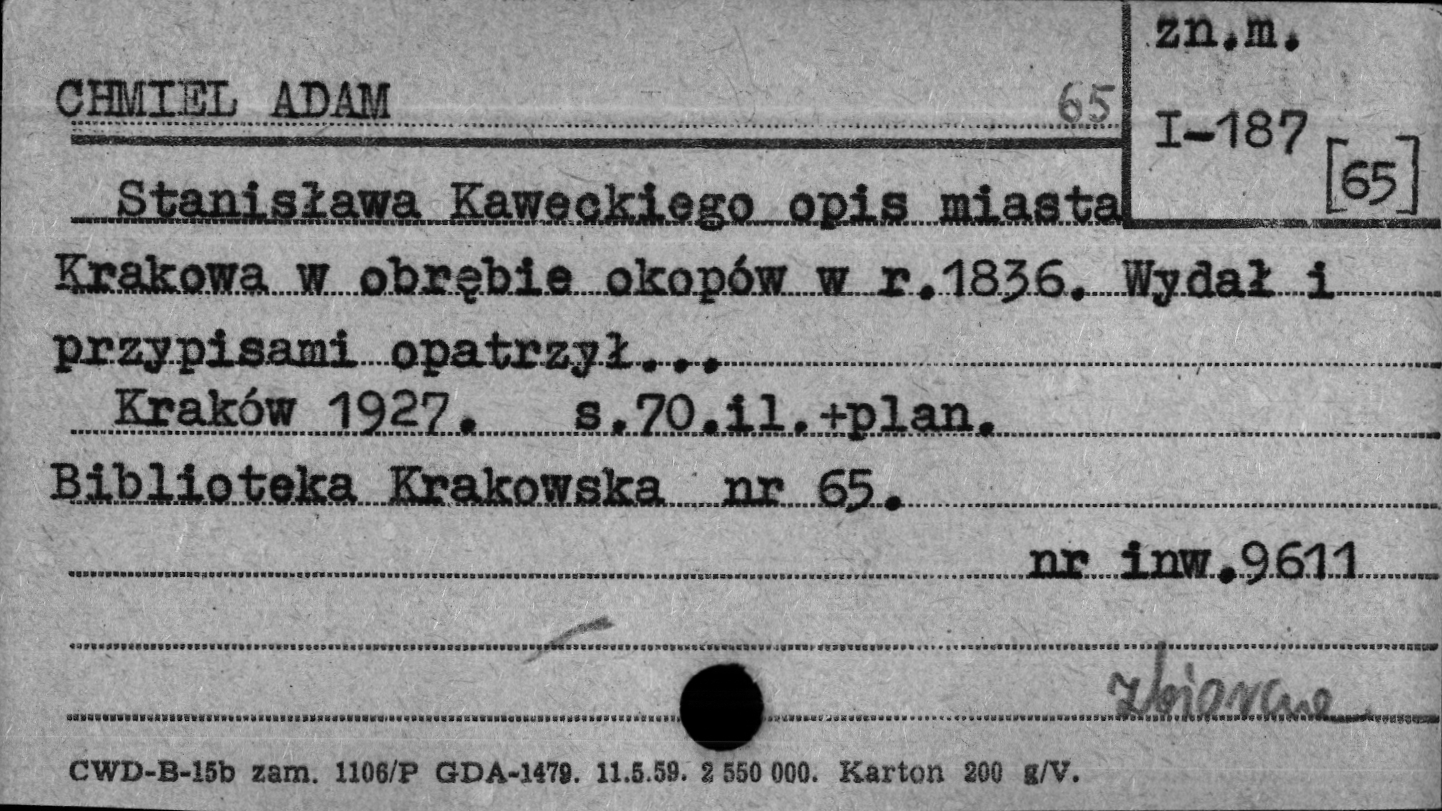 zn.m.
CHMIEL ADAM 65
I-187 [65]
Stanisława Kaweckiego opis miasta
Krakowa w obrębie okopów w r.1836. Wydał i
przypisami opatrzył...
Kraków 1927. s.70.il.+plan.
Biblioteka Krakowska nr 65.
nr inw.9611
CWD-B-15b zam. 1106/P GDA-1479. 11.5.59. 2 550 000. Karton 200 g/V.